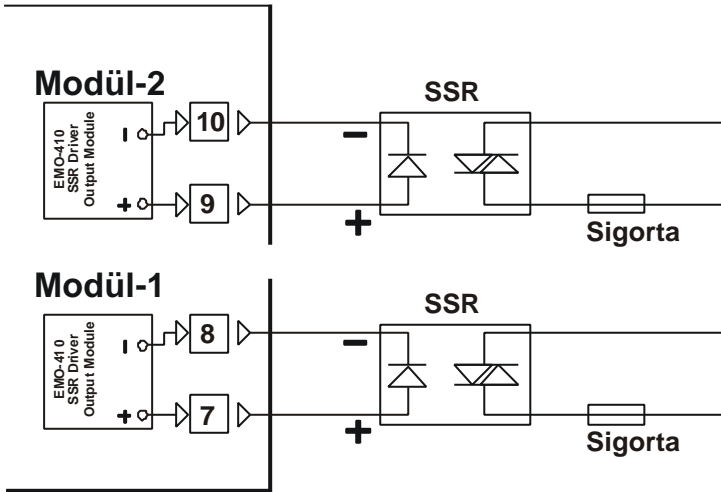 Modül-2
EMO-410
SSR Driver
Output Module
-
+
10
9
-
+
SSR
Sigorta
Modül-1
EMO-410
SSR Driver
Output Module
-
+
8
7
-
+
SSR
Sigorta